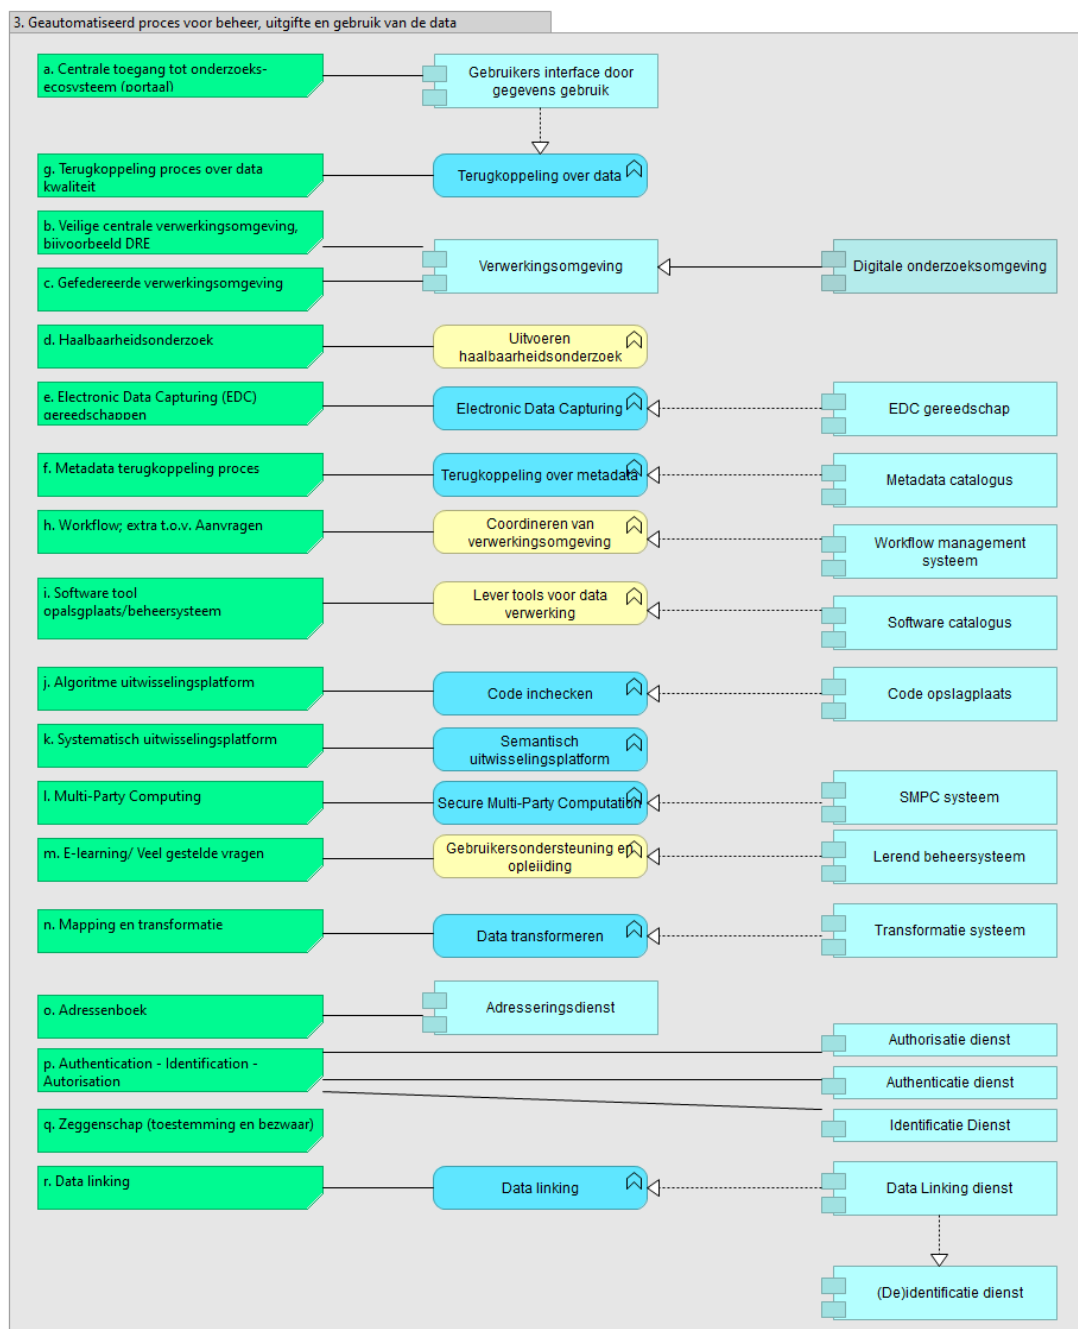 3. Geautomatiseerd proces voor beheer, uitgifte en gebruik van de data
a. Centrale toegang tot onderzoeks-
ecosysteem (portaal)
Gebruikers interface door
gegevens gebruik
g. Terugkoppeling proces over data
kwaliteit
Terugkoppeling over data
b. Veilige centrale verwerkingsomgeving,
bijvoorbeeld DRE
Verwerkingsomgeving
Digitale onderzoeksomgeving
c. Gefedereerde verwerkingsomgeving
d. Haalbaarheidsonderzoek
Uitvoeren
haalbaarheidsonderzoek
e. Electronic Data Capturing (EDC)
gereedschappen
Electronic Data Capturing
EDC gereedschap
f. Metadata terugkoppeling proces
Terugkoppeling over metadata
Metadata catalogus
h. Workflow; extra t.o.v. Aanvragen
Coordineren van
verwerkingsomgeving
Workflow management
systeem
i. Software tool
opalsgplaats/beheersysteem
Lever tools voor data
verwerking
Software catalogus
j. Algoritme uitwisselingsplatform
Code inchecken
Code opslagplaats
k. Systematisch uitwisselingsplatform
Semantisch
uitwisselingsplatform
l. Multi-Party Computing
Secure Multi-Party Computation
SMPC systeem
m. E-learning/ Veel gestelde vragen
Gebruikersondersteuning en
opleiiding
Lerend beheersysteem
n. Mapping en transformatie
Data transformeren
Transformatie systeem
o. Adressenboek
Adresseringsdienst
Authorisatie dienst
p. Authentication - Identification -
Autorisation
Authenticatie dienst
q. Zeggenschap (toestemming en bezwaar)
Identificatie Dienst
r. Data linking
Data linking
Data Linking dienst
(De)identificatie dienst